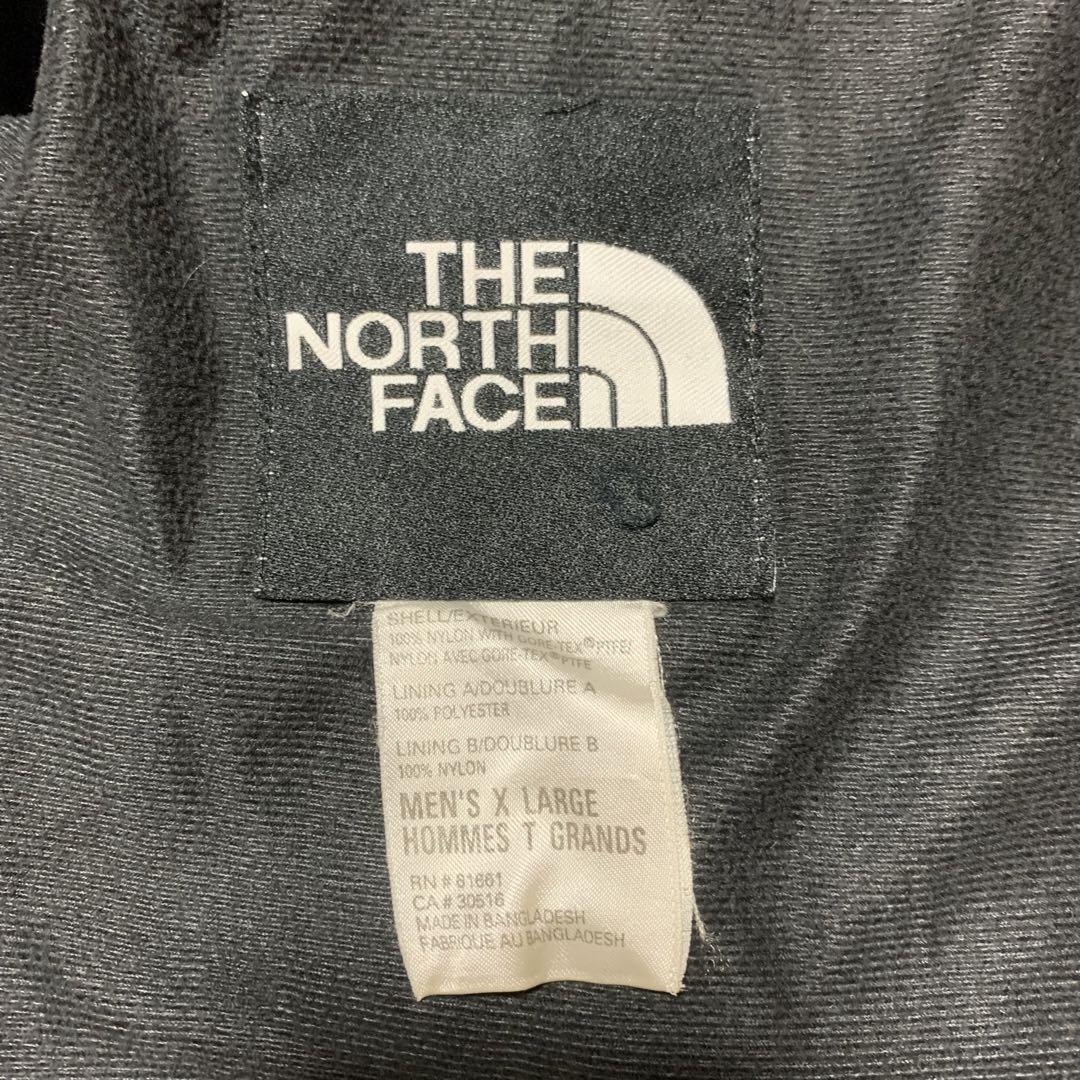 THE
NORTH
FACE
SHELL/EXTERIEUR
100% NYLON WITH GORE-TEX® PTFE/
NYLON AVEC GORE-TEX® PTFE
LINING A/DOUBLURE A
100% POLYESTER
LINING B/DOUBLURE B
100% NYLON
MEN'S X LARGE
HOMMES T GRANDS
RN # 61661
CA # 30516
MADE IN BANGLADESH
FABRIQUE AU BANGLADESH